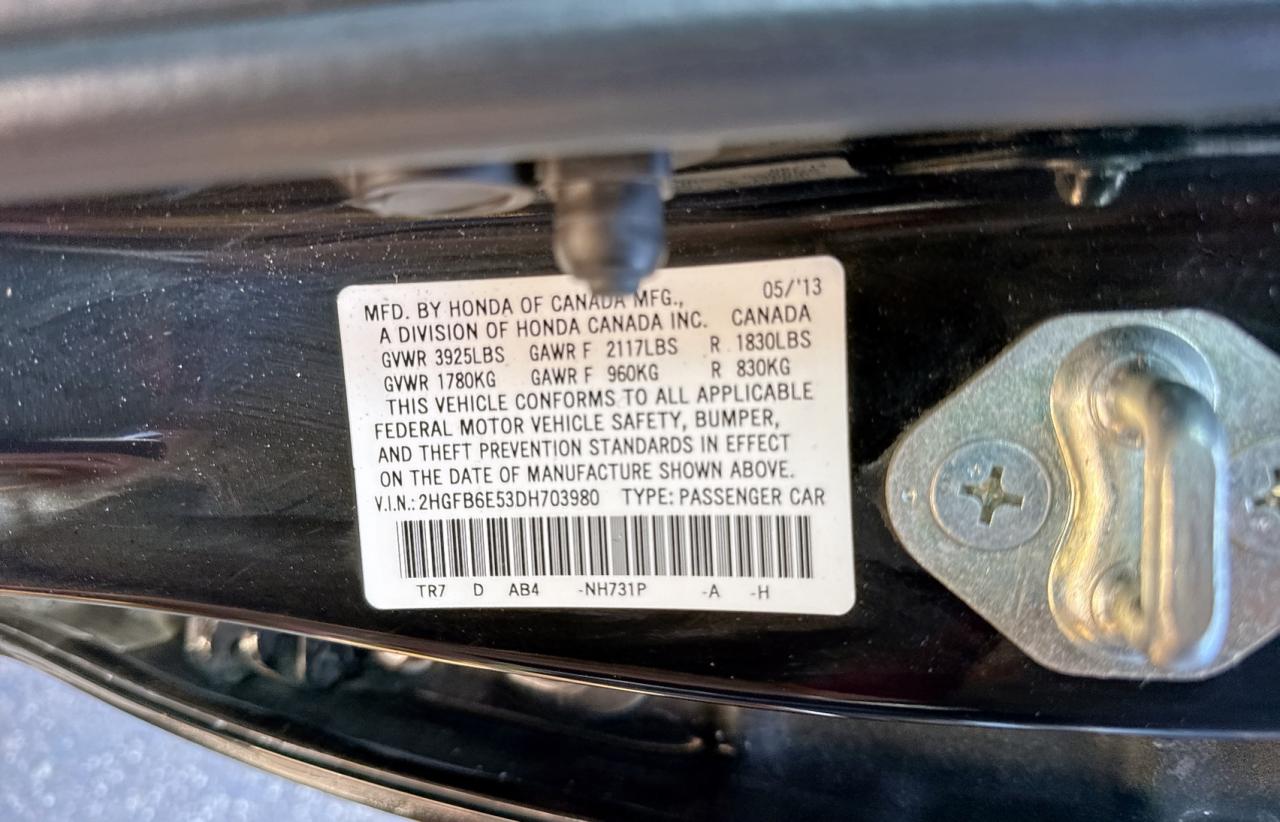 MFD. BY HONDA OF CANADA MFG., 05/'13
A DIVISION OF HONDA CANADA INC. CANADA
GVWR 3925LBS GAWR F 2117LBS R 1830LBS
GVWR 1780KG GAWR F 960KG R 830KG
THIS VEHICLE CONFORMS TO ALL APPLICABLE
FEDERAL MOTOR VEHICLE SAFETY, BUMPER,
AND THEFT PREVENTION STANDARDS IN EFFECT
ON THE DATE OF MANUFACTURE SHOWN ABOVE.
V.I.N.: 2HGFB6E53DH703980 TYPE: PASSENGER CAR
TR7 D AB4 -NH731P -A -H